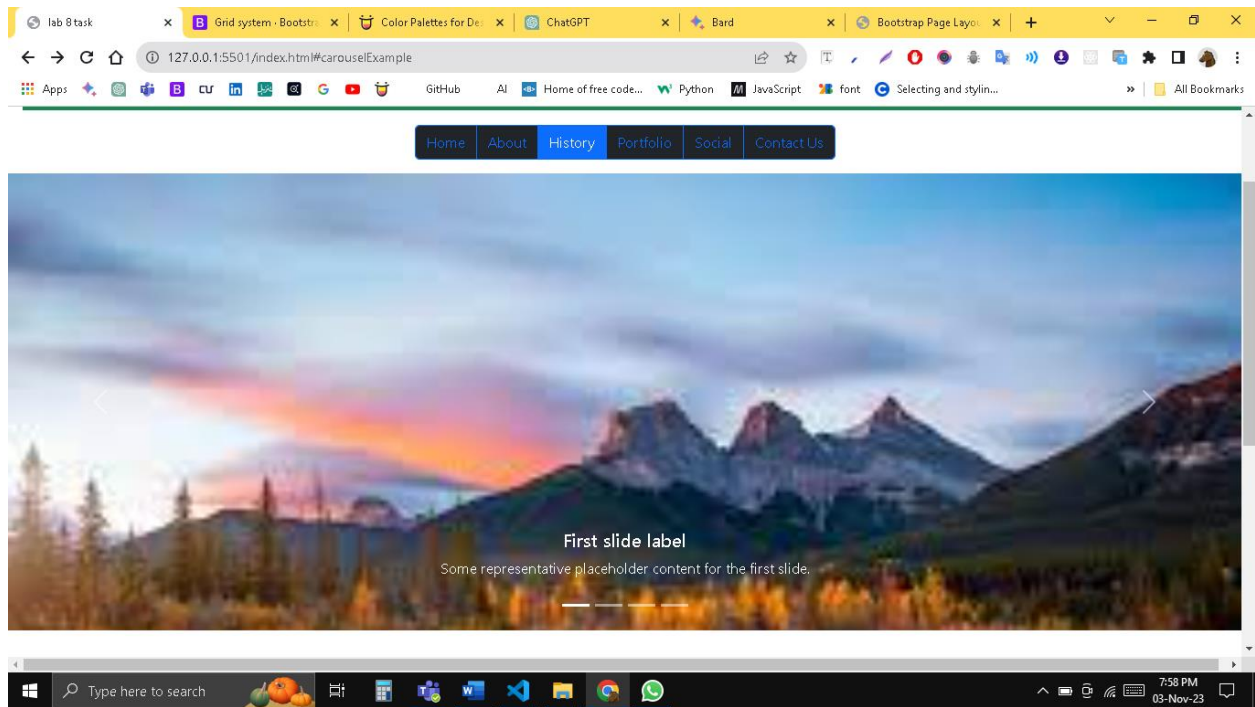 lab 8 task
Grid system · Bootstr
Color Palettes for De
ChatGPT
Bard
Bootstrap Page Layou
127.0.0.1:5501/index.html#carouselExample
Apps
GitHub
AI
Home of free code...
Python
JavaScript
font
Selecting and stylin...
»
All Bookmarks
Home About History Portfolio Social Contact Us
First slide label
Some representative placeholder content for the first slide.
Type here to search
7:58 PM
03-Nov-23